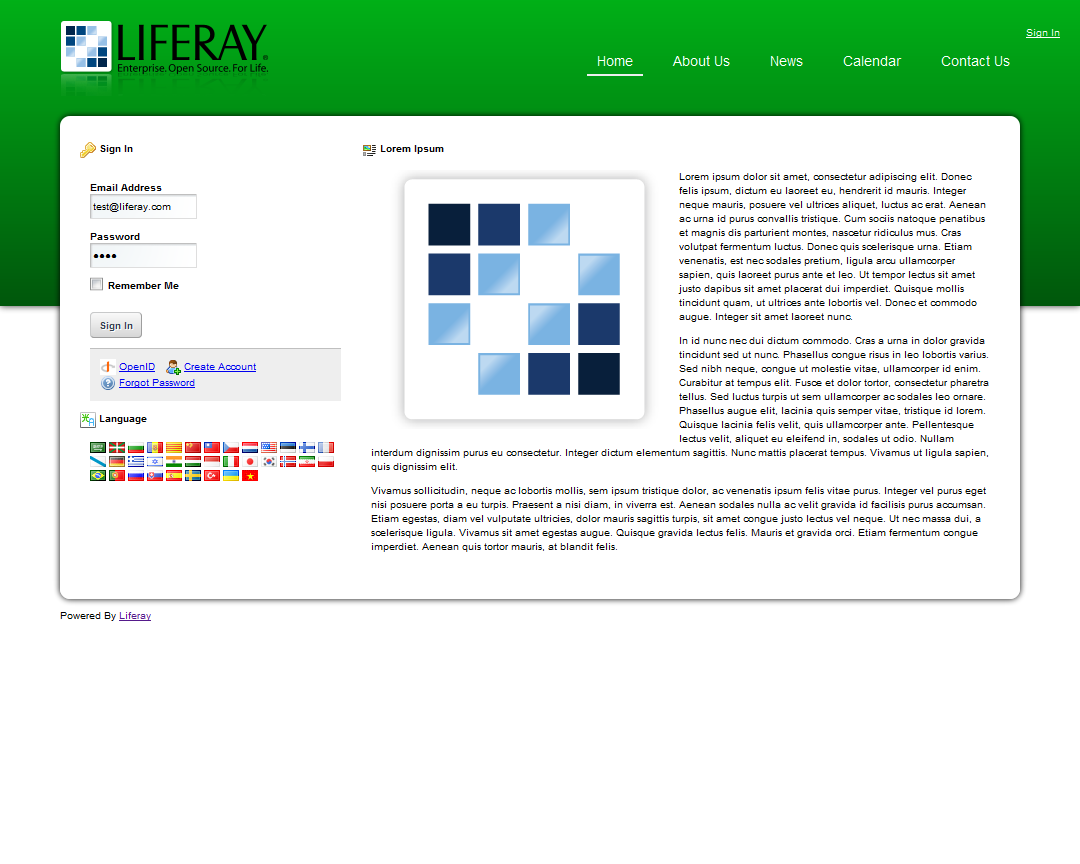 LIFERAY.
Enterprise. Open Source. For Life.
Sign In
Home About Us News Calendar Contact Us
Sign In
Email Address
test@liferay.com
Password
••••
Remember Me
Sign In
OpenID Create Account
Forgot Password
Language
Lorem Ipsum
Lorem ipsum dolor sit amet, consectetur adipiscing elit. Donec
felis ipsum, dictum eu laoreet eu, hendrerit id mauris. Integer
neque mauris, posuere vel ultrices aliquet, luctus ac erat. Aenean
ac urna id purus convallis tristique. Cum sociis natoque penatibus
et magnis dis parturient montes, nascetur ridiculus mus. Cras
volutpat fermentum luctus. Donec quis scelerisque urna. Etiam
venenatis, est nec sodales pretium, ligula arcu ullamcorper
sapien, quis laoreet purus ante et leo. Ut tempor lectus sit amet
justo dapibus sit amet placerat dui imperdiet. Quisque mollis
tincidunt quam, ut ultrices ante lobortis vel. Donec et commodo
augue. Integer sit amet laoreet nunc.
In id nunc nec dui dictum commodo. Cras a urna in dolor gravida
tincidunt sed ut nunc. Phasellus congue risus in leo lobortis varius.
Sed nibh neque, congue ut molestie vitae, ullamcorper id enim.
Curabitur at tempus elit. Fusce et dolor tortor, consectetur pharetra
tellus. Sed luctus turpis ut sem ullamcorper ac sodales leo ornare.
Phasellus augue elit, lacinia quis semper vitae, tristique id lorem.
Quisque lacinia felis velit, quis ullamcorper ante. Pellentesque
lectus velit, aliquet eu eleifend in, sodales ut odio. Nullam
interdum dignissim purus eu consectetur. Integer dictum elementum sagittis. Nunc mattis placerat tempus. Vivamus ut ligula sapien,
quis dignissim elit.
Vivamus sollicitudin, neque ac lobortis mollis, sem ipsum tristique dolor, ac venenatis ipsum felis vitae purus. Integer vel purus eget
nisi posuere porta a eu turpis. Praesent a nisi diam, in viverra est. Aenean sodales nulla ac velit gravida id facilisis purus accumsan.
Etiam egestas, diam vel vulputate ultricies, dolor mauris sagittis turpis, sit amet congue justo lectus vel neque. Ut nec massa dui, a
scelerisque ligula. Vivamus sit amet egestas augue. Quisque gravida lectus felis. Mauris et gravida orci. Etiam fermentum congue
imperdiet. Aenean quis tortor mauris, at blandit felis.
Powered By Liferay